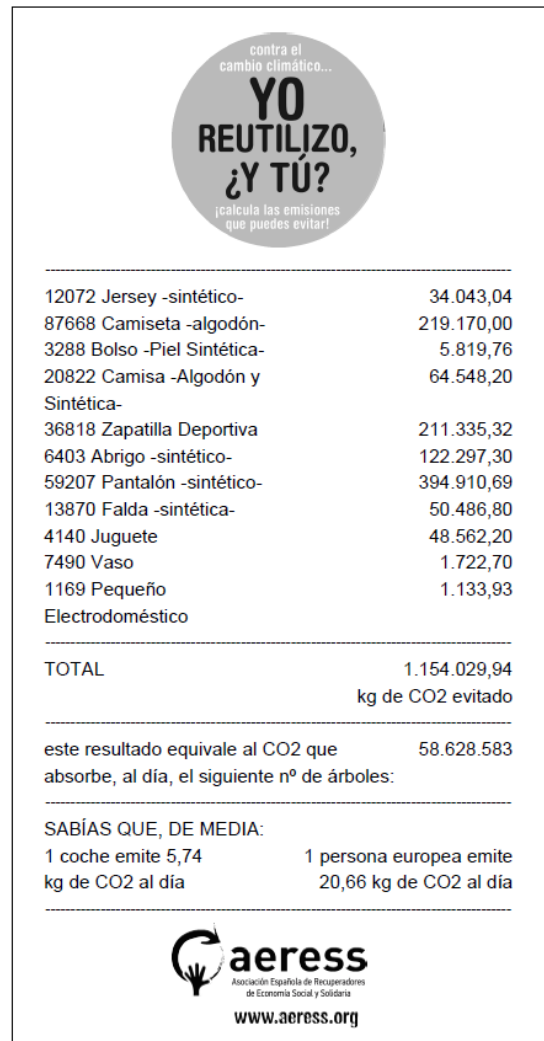 contra el
cambio climático...
YO
REUTILIZO,
¿Y TÚ?
¡calcula las emisiones
que puedes evitar!
12072 Jersey -sintético- 34.043,04
87668 Camiseta -algodón- 219.170,00
3288 Bolso -Piel Sintética- 5.819,76
20822 Camisa -Algodón y 64.548,20
Sintética-
36818 Zapatilla Deportiva 211.335,32
6403 Abrigo -sintético- 122.297,30
59207 Pantalón -sintético- 394.910,69
13870 Falda -sintética- 50.486,80
4140 Juguete 48.562,20
7490 Vaso 1.722,70
1169 Pequeño 1.133,93
Electrodoméstico
TOTAL 1.154.029,94
kg de CO2 evitado
este resultado equivale al CO2 que 58.628.583
absorbe, al día, el siguiente nº de árboles:
SABÍAS QUE, DE MEDIA:
1 coche emite 5,74 1 persona europea emite
kg de CO2 al día 20,66 kg de CO2 al día
aeress
Asociación Española de Recuperadores
de Economía Social y Solidaria
www.aeress.org